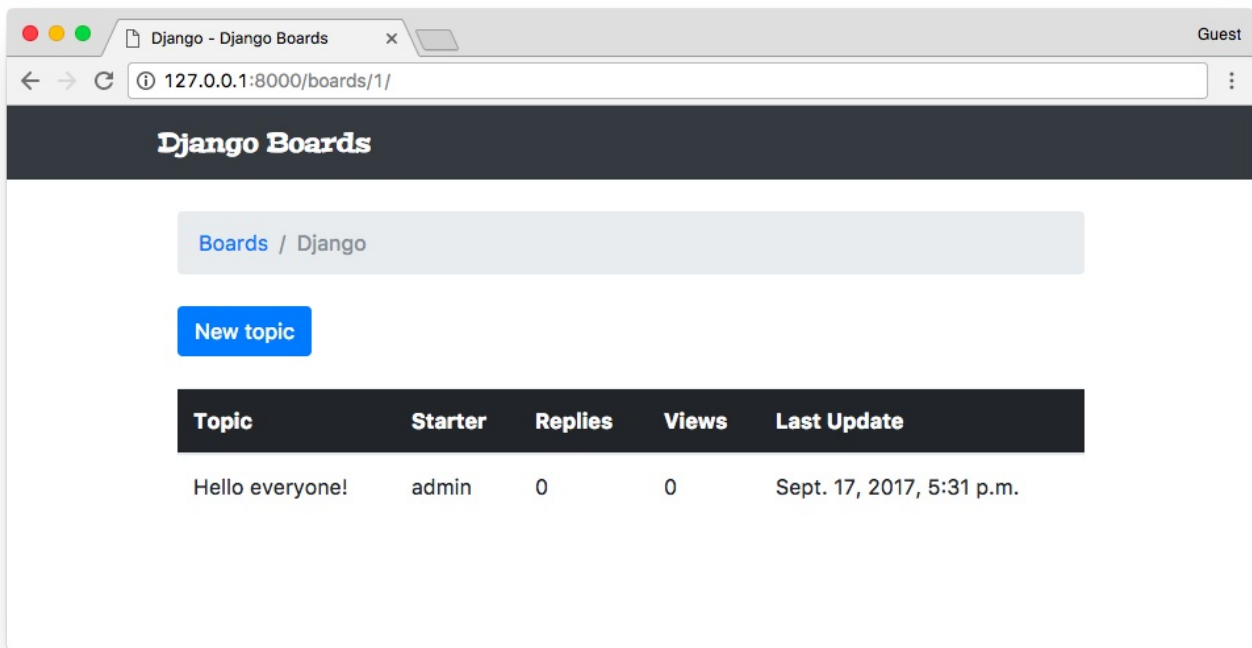 Django - Django Boards
Guest
127.0.0.1:8000/boards/1/
Django Boards
Boards / Django
New topic
Topic Starter Replies Views Last Update
Hello everyone! admin 0 0 Sept. 17, 2017, 5:31 p.m.